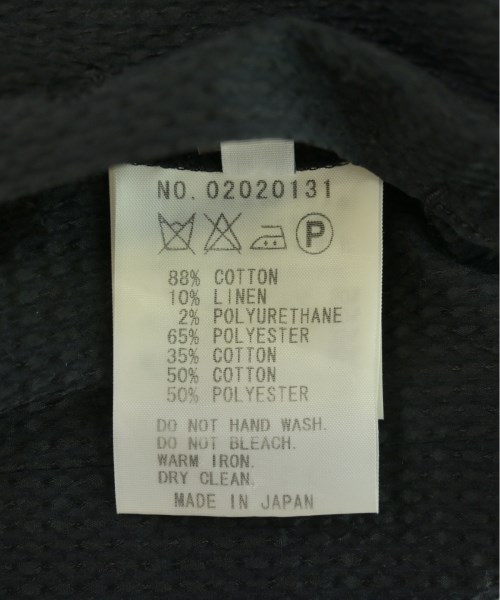 NO. 02020131
P
88% COTTON
10% LINEN
2% POLYURETHANE
65% POLYESTER
35% COTTON
50% COTTON
50% POLYESTER
DO NOT HAND WASH.
DO NOT BLEACH.
WARM IRON.
DRY CLEAN.
MADE IN JAPAN